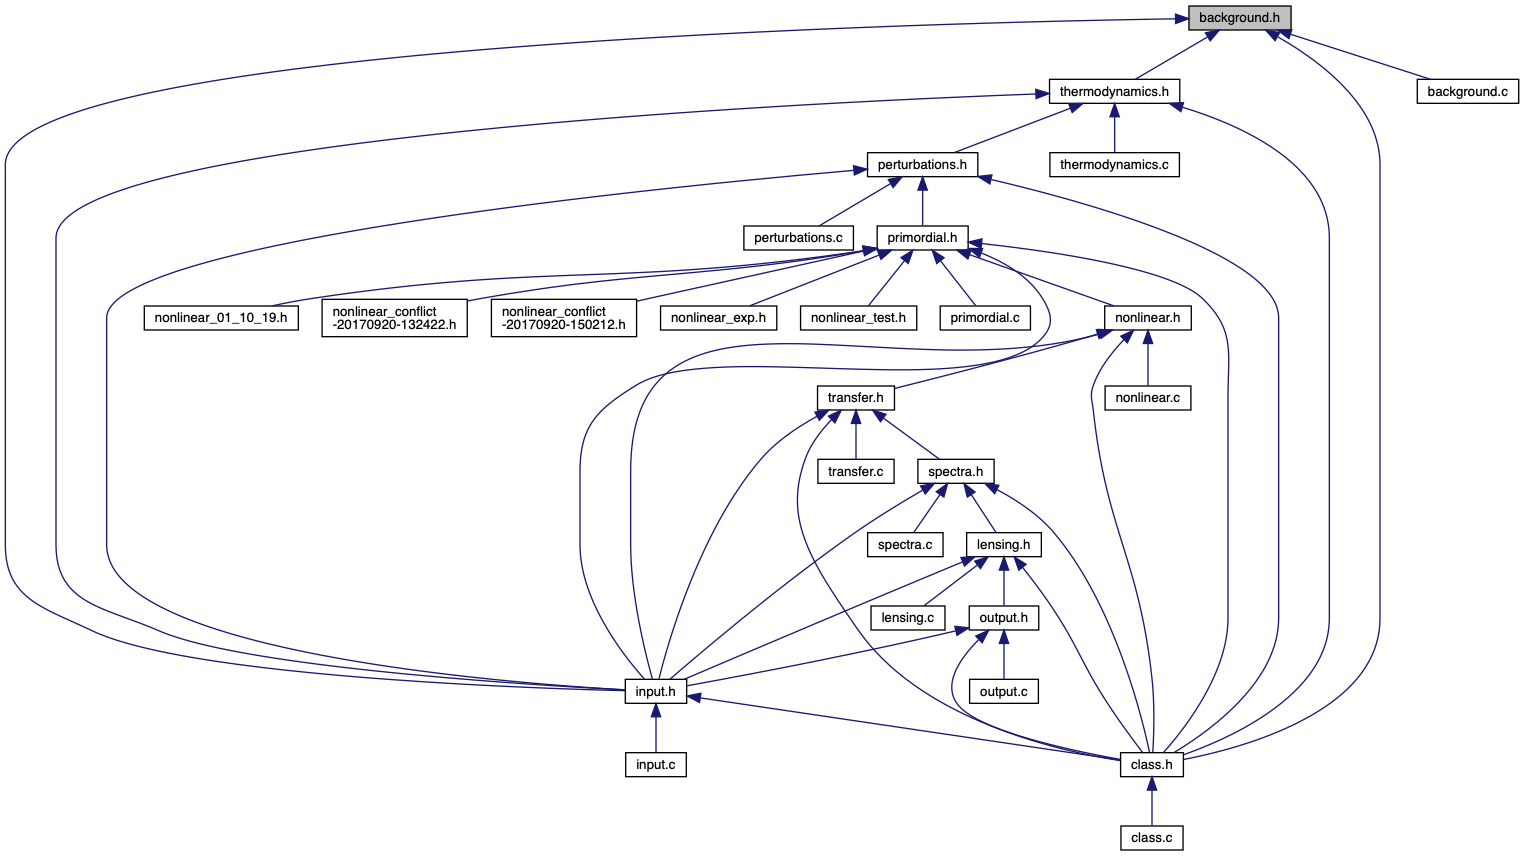 background.h
thermodynamics.h
background.c
perturbations.h
thermodynamics.c
perturbations.c
primordial.h
nonlinear_01_10_19.h
nonlinear_conflict
-20170920-132422.h
nonlinear_conflict
-20170920-150212.h
nonlinear_exp.h
nonlinear_test.h
primordial.c
nonlinear.h
transfer.h
nonlinear.c
transfer.c
spectra.h
spectra.c
lensing.h
lensing.c
output.h
input.h
output.c
input.c
class.h
class.c